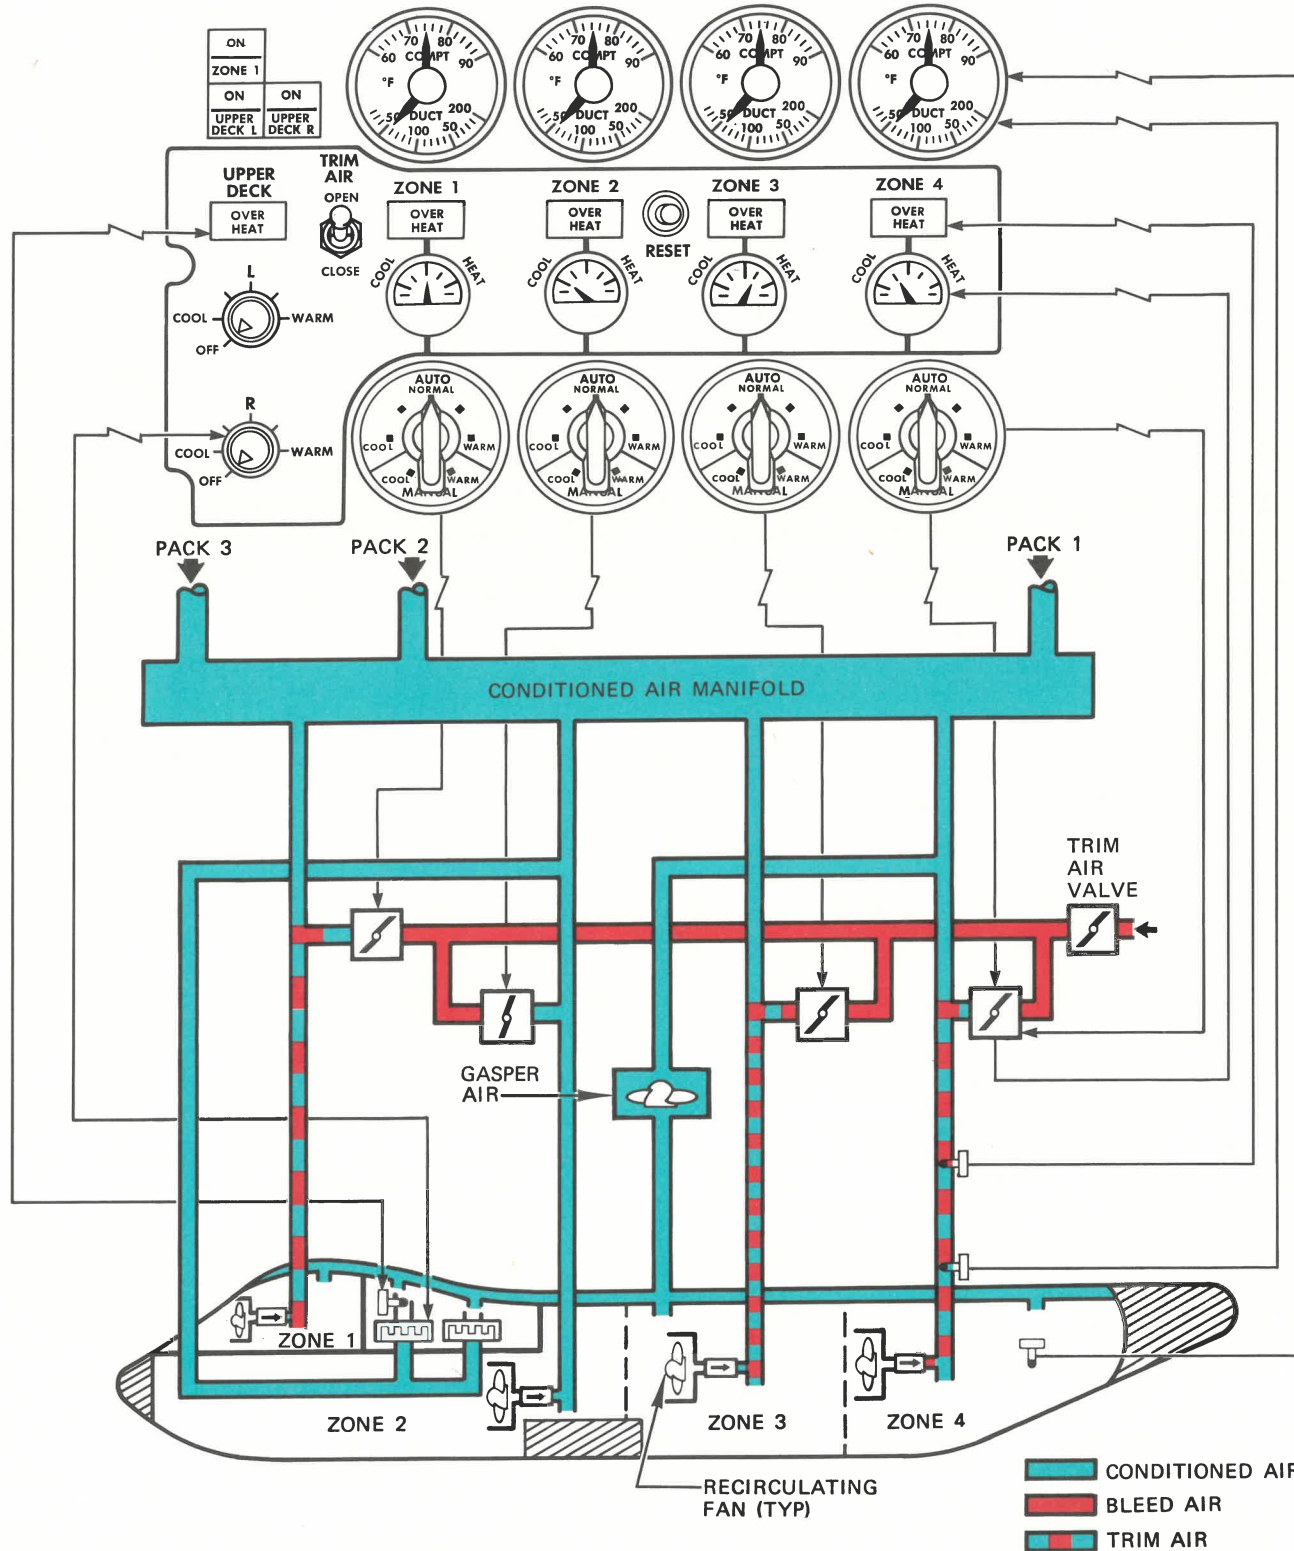 ON
ZONE 1
ON
UPPER
DECK L
ON
UPPER
DECK R
60 70 80 90
COMPT
°F
DUCT
50 100 50 200
60 70 80 90
COMPT
°F
DUCT
50 100 50 200
60 70 80 90
COMPT
°F
DUCT
50 100 50 200
60 70 80 90
COMPT
°F
DUCT
50 100 50 200
UPPER
DECK
OVER
HEAT
TRIM
AIR
OPEN
CLOSE
ZONE 1
OVER
HEAT
COOL HEAT
ZONE 2
OVER
HEAT
COOL HEAT
RESET
ZONE 3
OVER
HEAT
COOL HEAT
ZONE 4
OVER
HEAT
COOL HEAT
L
COOL WARM
OFF
R
COOL WARM
OFF
AUTO
NORMAL
COOL WARM
COOL WARM
MANUAL
AUTO
NORMAL
COOL WARM
COOL WARM
MANUAL
AUTO
NORMAL
COOL WARM
COOL WARM
MANUAL
AUTO
NORMAL
COOL WARM
COOL WARM
MANUAL
PACK 3
PACK 2
PACK 1
CONDITIONED AIR MANIFOLD
TRIM
AIR
VALVE
GASPER
AIR
ZONE 1
ZONE 2
ZONE 3
ZONE 4
RECIRCULATING
FAN (TYP)
CONDITIONED AIR
BLEED AIR
TRIM AIR